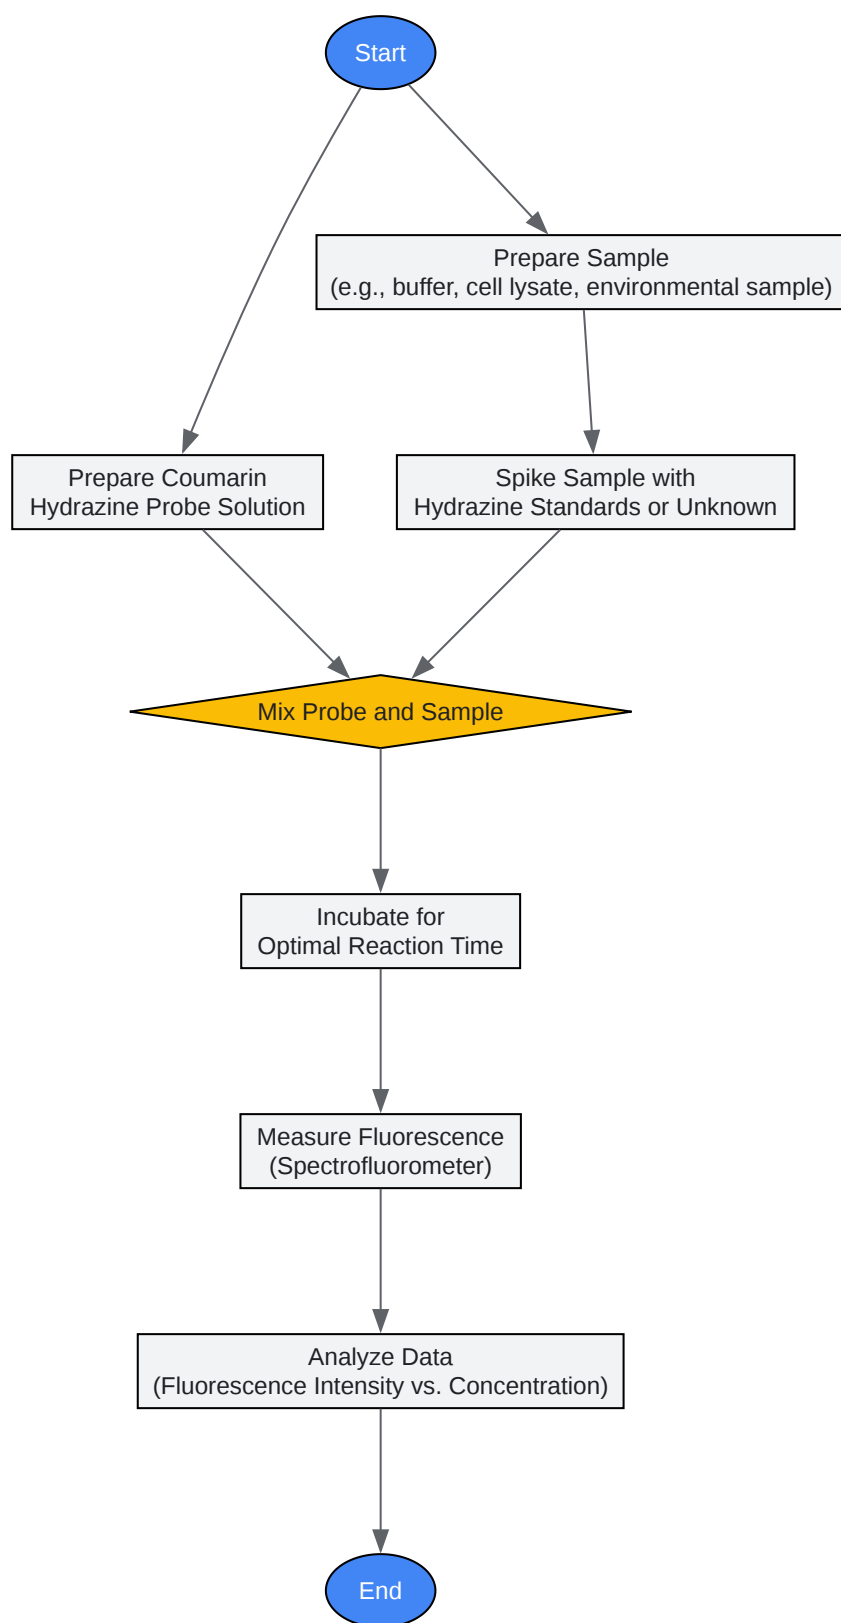 Start
Prepare Sample
(e.g., buffer, cell lysate, environmental sample)
Prepare Coumarin
Hydrazine Probe Solution
Spike Sample with
Hydrazine Standards or Unknown
Mix Probe and Sample
Incubate for
Optimal Reaction Time
Measure Fluorescence
(Spectrofluorometer)
Analyze Data
(Fluorescence Intensity vs. Concentration)
End